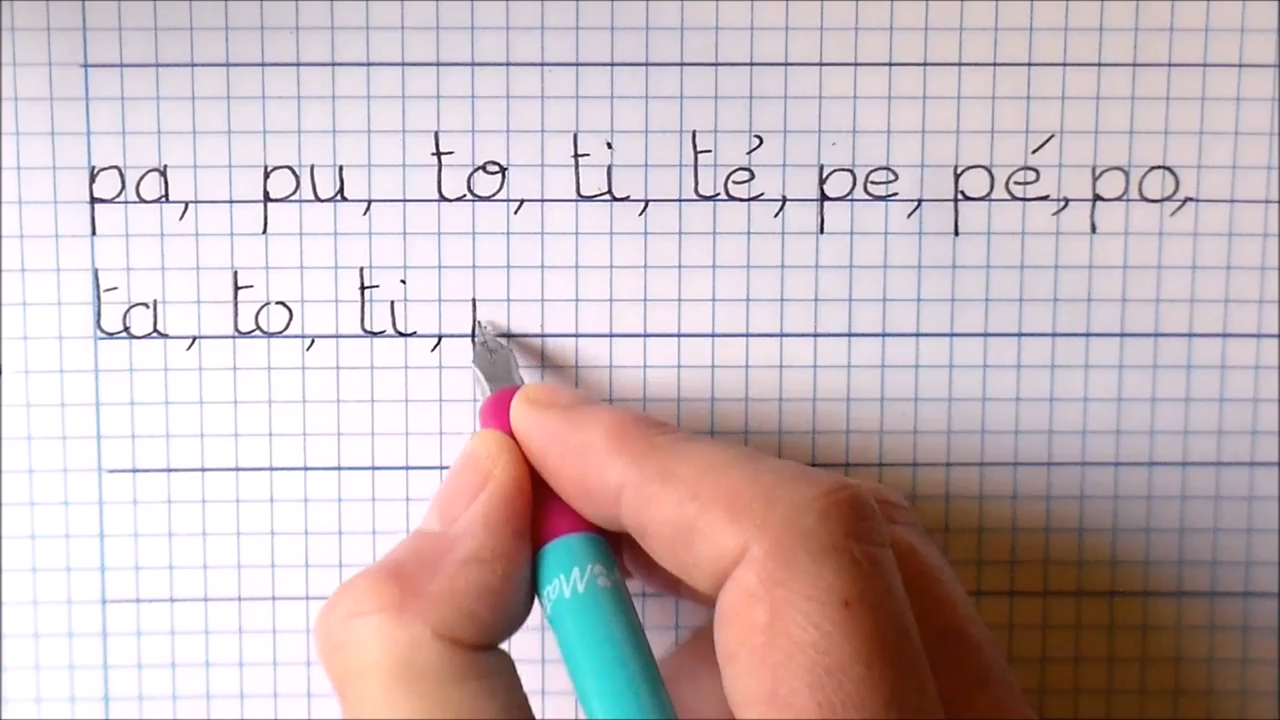 pa, pu, to, ti, té, pe, pé, po,
ta, to, ti,